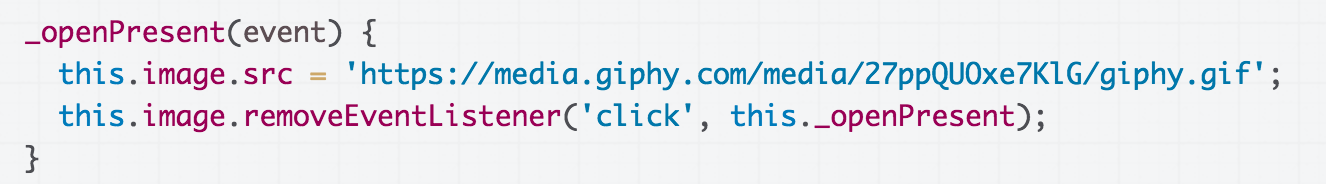 _openPresent(event) {
  this.image.src = 'https://media.giphy.com/media/27ppQUOxe7KlG/giphy.gif';
  this.image.removeEventListener('click', this._openPresent);
}